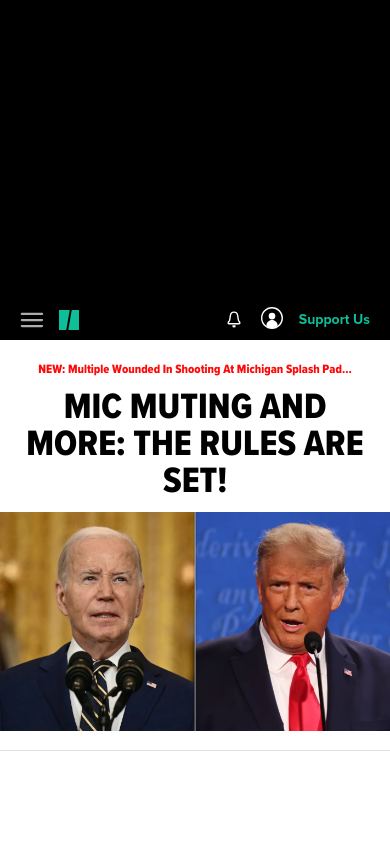 Support Us
NEW: Multiple Wounded In Shooting At Michigan Splash Pad...
MIC MUTING AND
MORE: THE RULES ARE
SET!